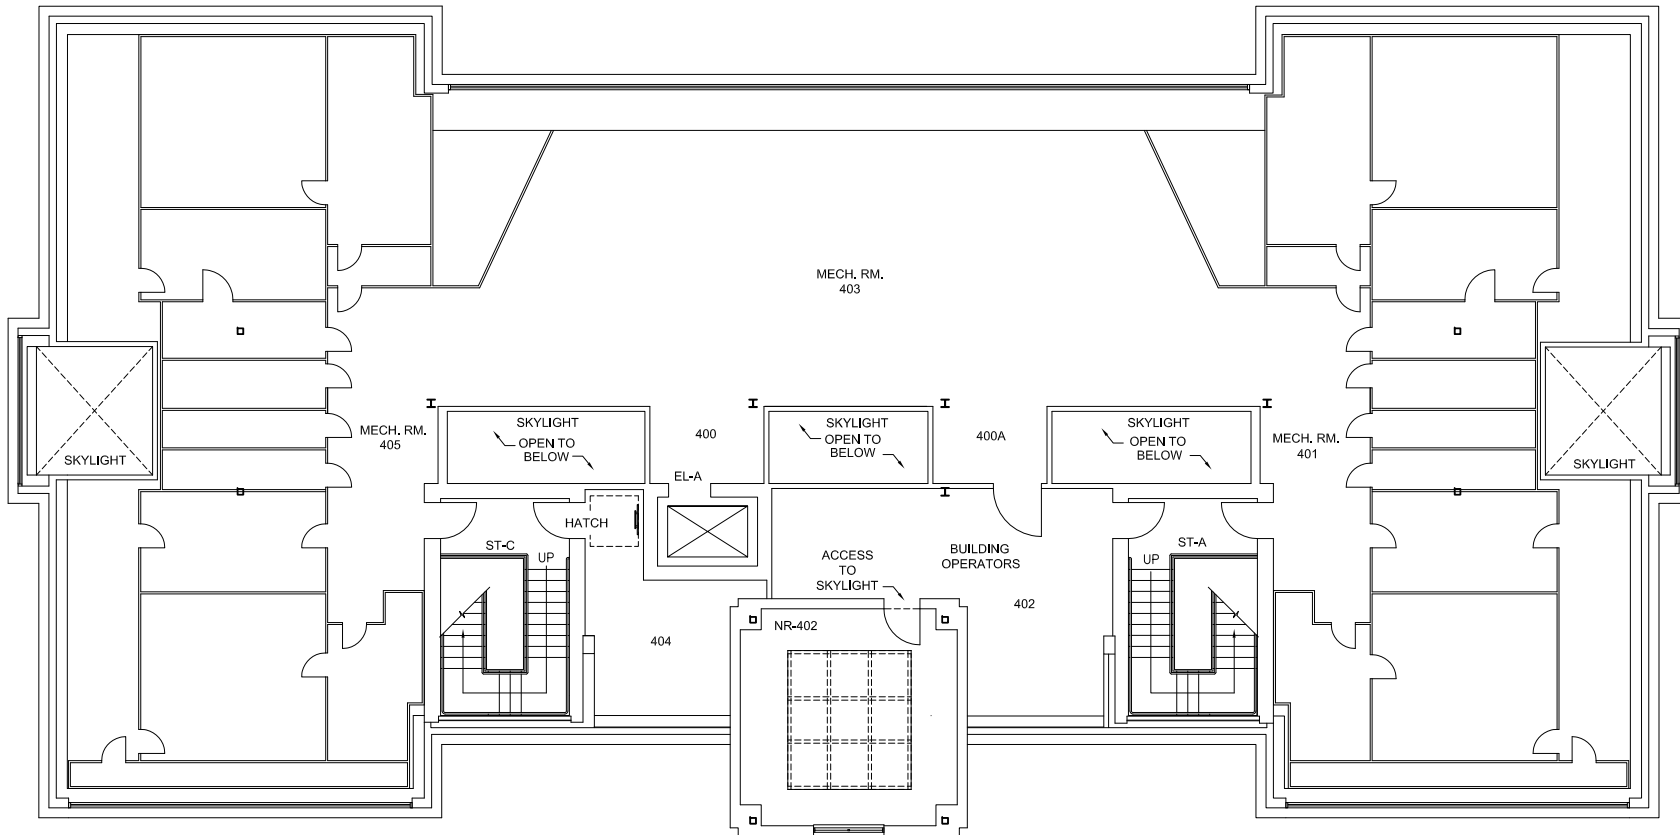 MECH. RM.
403
SKYLIGHT
OPEN TO
BELOW
400
SKYLIGHT
OPEN TO
BELOW
400A
SKYLIGHT
OPEN TO
BELOW
MECH. RM.
405
MECH. RM.
401
SKYLIGHT
SKYLIGHT
EL-A
HATCH
ST-C
UP
ACCESS
TO
SKYLIGHT
BUILDING
OPERATORS
402
ST-A
UP
404
NR-402